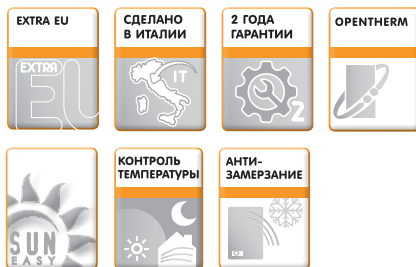 EXTRA EU
EXTRA
EU
СДЕЛАНО
В ИТАЛИИ
IT
2 ГОДА
ГАРАНТИИ
2
OPENTHERM
SUN
EASY
КОНТРОЛЬ
ТЕМПЕРАТУРЫ
АНТИ-
ЗАМЕРЗАНИЕ